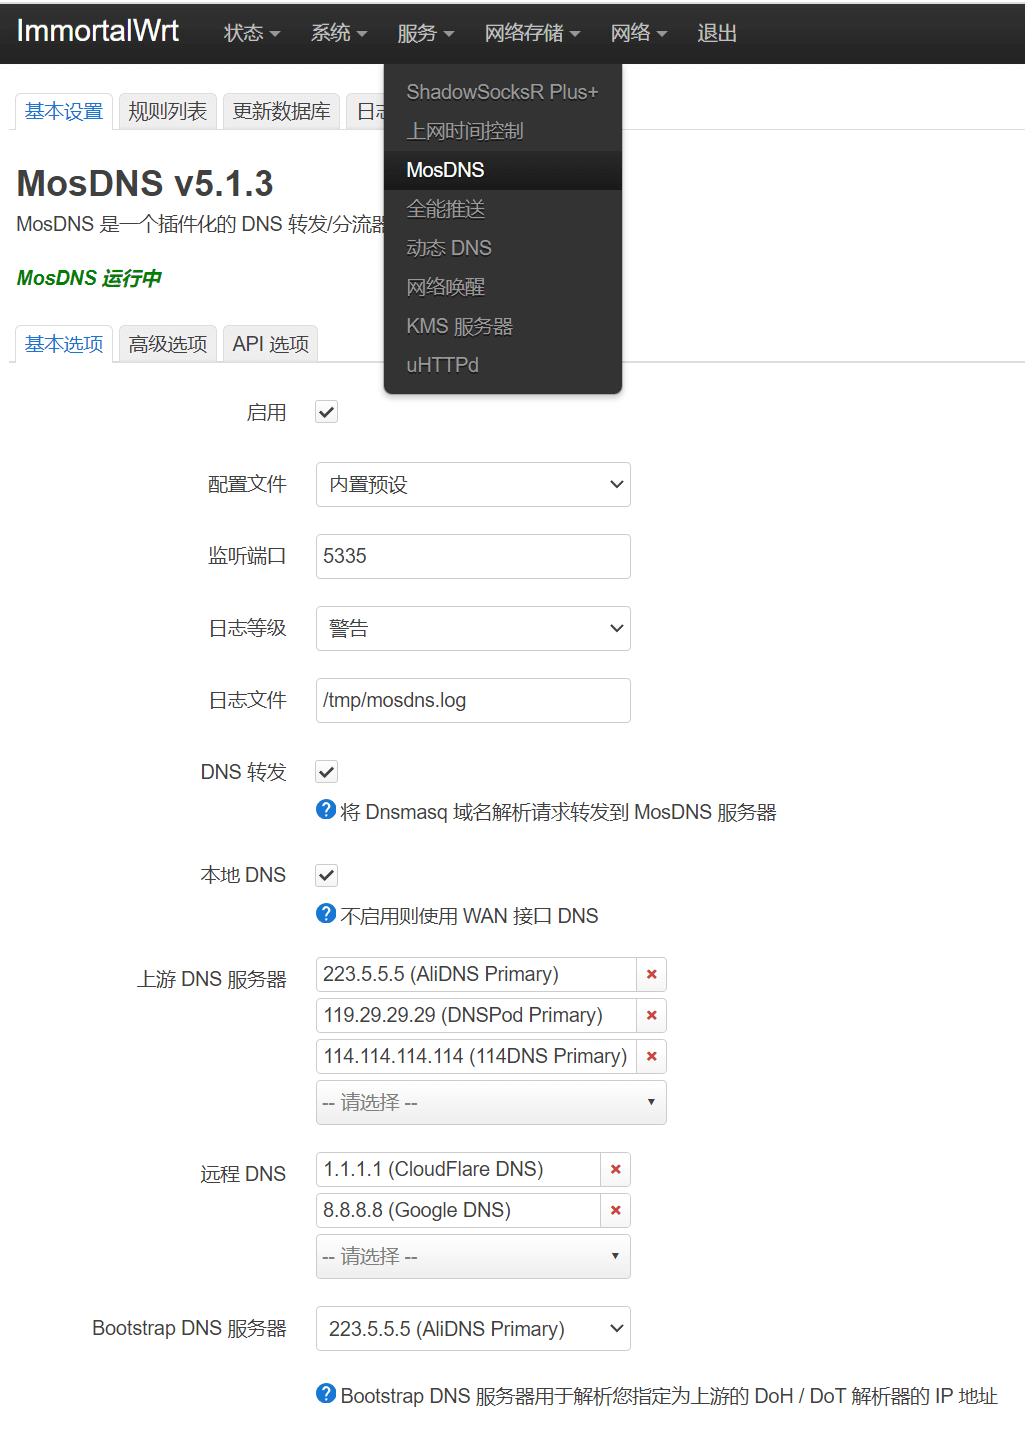 ImmortalWrt 状态 系统 服务 网络存储 网络 退出
ShadowSocksR Plus+
上网时间控制
MosDNS
全能推送
动态 DNS
网络唤醒
KMS 服务器
uHTTPd
基本设置 规则列表 更新数据库 日志
MosDNS v5.1.3
MosDNS 是一个插件化的 DNS 转发/分流器
MosDNS 运行中
基本选项 高级选项 API 选项
启用
配置文件 内置预设
监听端口 5335
日志等级 警告
日志文件 /tmp/mosdns.log
DNS 转发
将 Dnsmasq 域名解析请求转发到 MosDNS 服务器
本地 DNS
不启用则使用 WAN 接口 DNS
上游 DNS 服务器 223.5.5.5 (AliDNS Primary)
119.29.29.29 (DNSPod Primary)
114.114.114.114 (114DNS Primary)
-- 请选择 --
远程 DNS 1.1.1.1 (CloudFlare DNS)
8.8.8.8 (Google DNS)
-- 请选择 --
Bootstrap DNS 服务器 223.5.5.5 (AliDNS Primary)
Bootstrap DNS 服务器用于解析您指定为上游的 DoH / DoT 解析器的 IP 地址